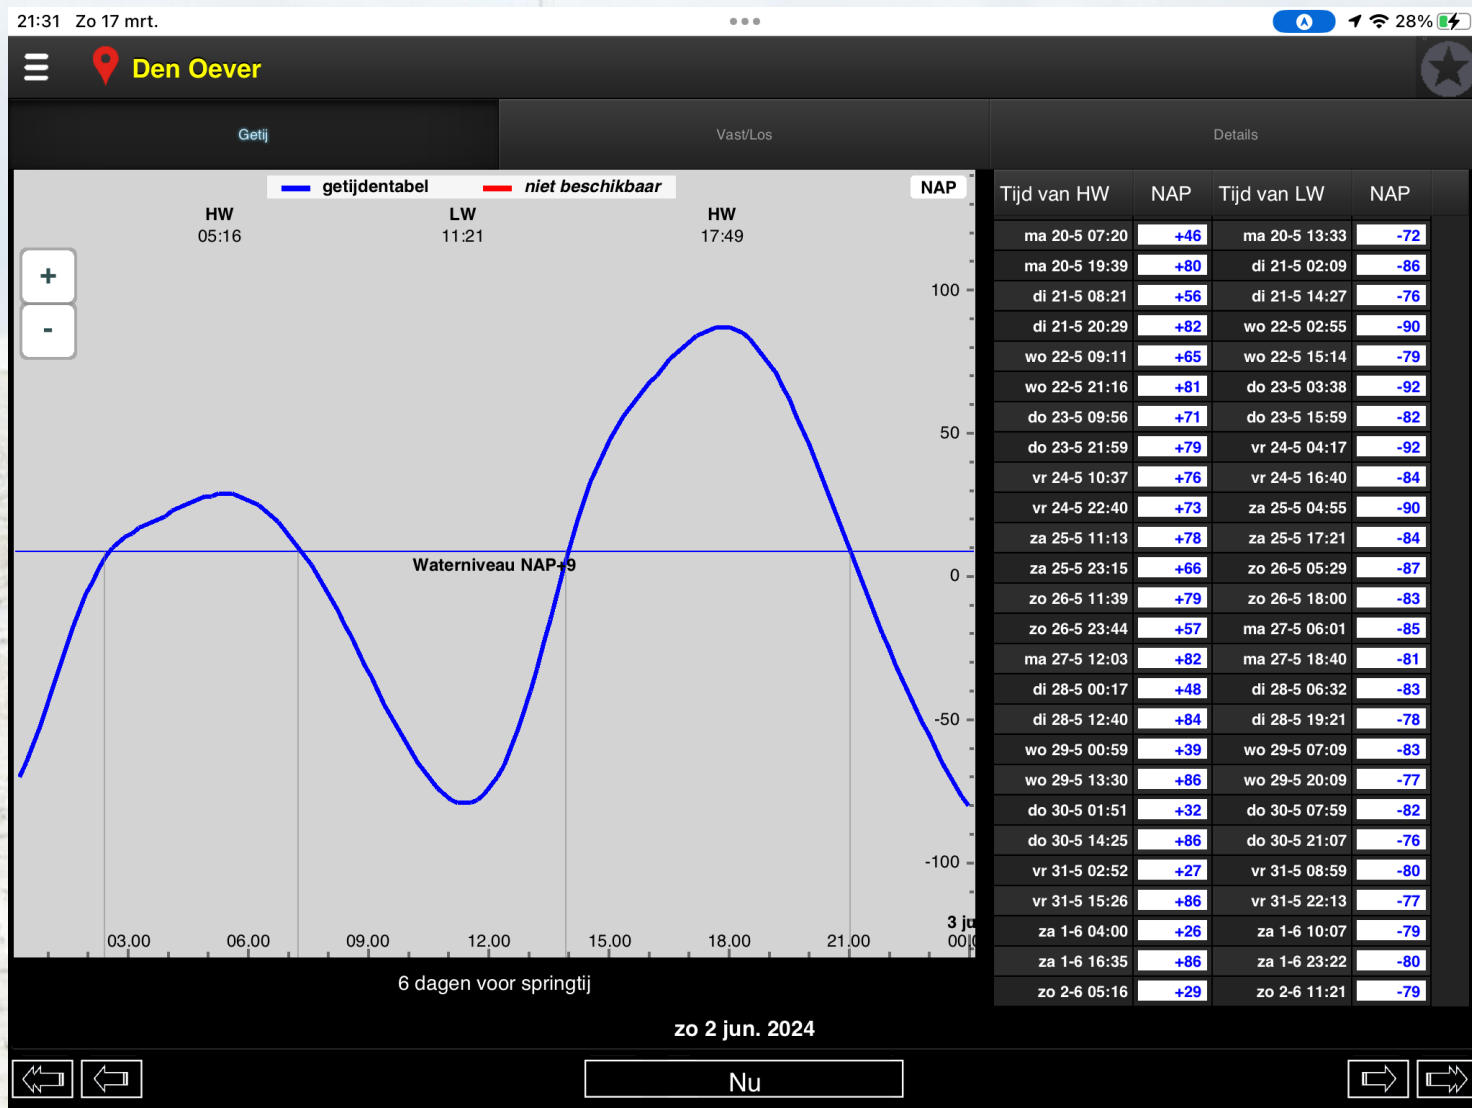 21:31 Zo 17 mrt.
28%
Den Oever
Getij
Vast/Los
Details
getijdentabel
niet beschikbaar
NAP
HW
05:16
LW
11:21
HW
17:49
+
-
100
50
0
-50
-100
Waterniveau NAP+9
3 ju
03.00 06.00 09.00 12.00 15.00 18.00 21.00 00.0
6 dagen voor springtij
Tijd van HW NAP Tijd van LW NAP
ma 20-5 07:20 +46 ma 20-5 13:33 -72
ma 20-5 19:39 +80 di 21-5 02:09 -86
di 21-5 08:21 +56 di 21-5 14:27 -76
di 21-5 20:29 +82 wo 22-5 02:55 -90
wo 22-5 09:11 +65 wo 22-5 15:14 -79
wo 22-5 21:16 +81 do 23-5 03:38 -92
do 23-5 09:56 +71 do 23-5 15:59 -82
do 23-5 21:59 +79 vr 24-5 04:17 -92
vr 24-5 10:37 +76 vr 24-5 16:40 -84
vr 24-5 22:40 +73 za 25-5 04:55 -90
za 25-5 11:13 +78 za 25-5 17:21 -84
za 25-5 23:15 +66 zo 26-5 05:29 -87
zo 26-5 11:39 +79 zo 26-5 18:00 -83
zo 26-5 23:44 +57 ma 27-5 06:01 -85
ma 27-5 12:03 +82 ma 27-5 18:40 -81
di 28-5 00:17 +48 di 28-5 06:32 -83
di 28-5 12:40 +84 di 28-5 19:21 -78
wo 29-5 00:59 +39 wo 29-5 07:09 -83
wo 29-5 13:30 +86 wo 29-5 20:09 -77
do 30-5 01:51 +32 do 30-5 07:59 -82
do 30-5 14:25 +86 do 30-5 21:07 -76
vr 31-5 02:52 +27 vr 31-5 08:59 -80
vr 31-5 15:26 +86 vr 31-5 22:13 -77
za 1-6 04:00 +26 za 1-6 10:07 -79
za 1-6 16:35 +86 za 1-6 23:22 -80
zo 2-6 05:16 +29 zo 2-6 11:21 -79
zo 2 jun. 2024
Nu